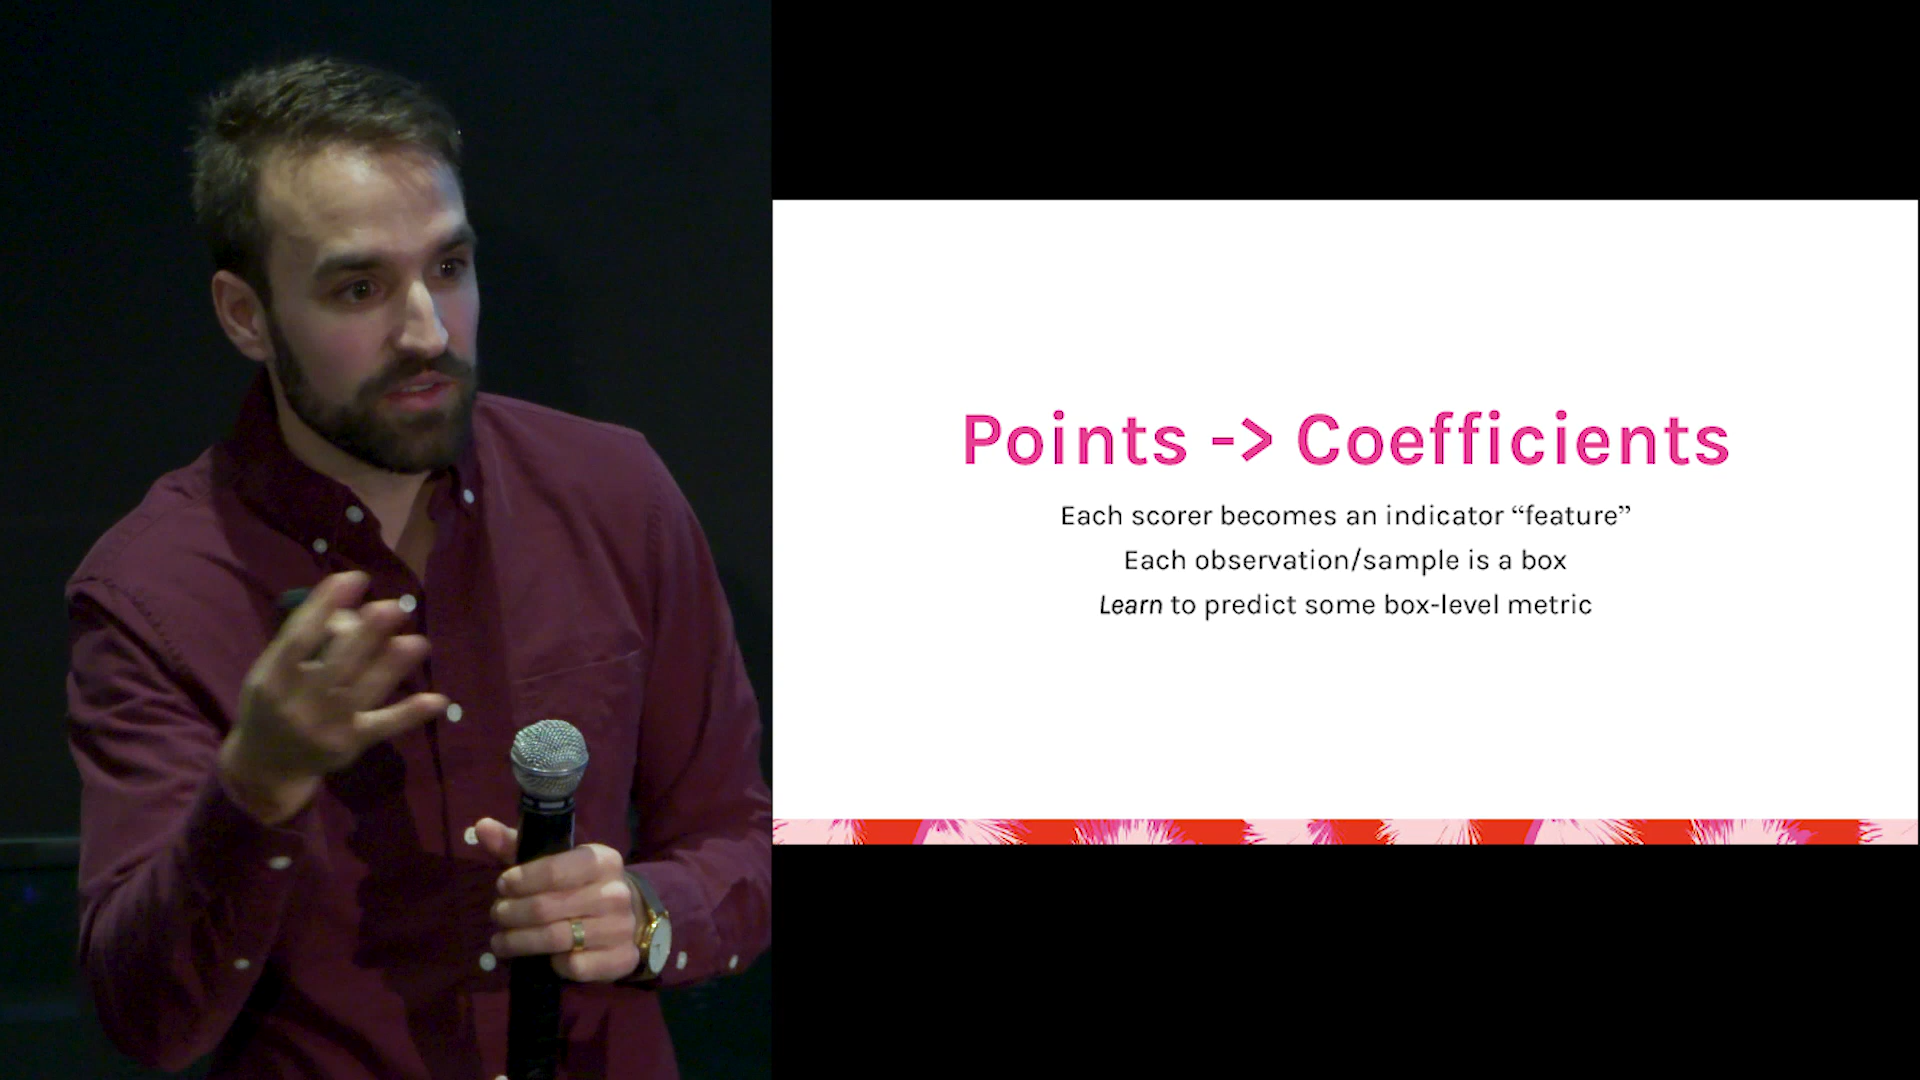 Points -> Coefficients
Each scorer becomes an indicator “feature”
Each observation/sample is a box
Learn to predict some box-level metric